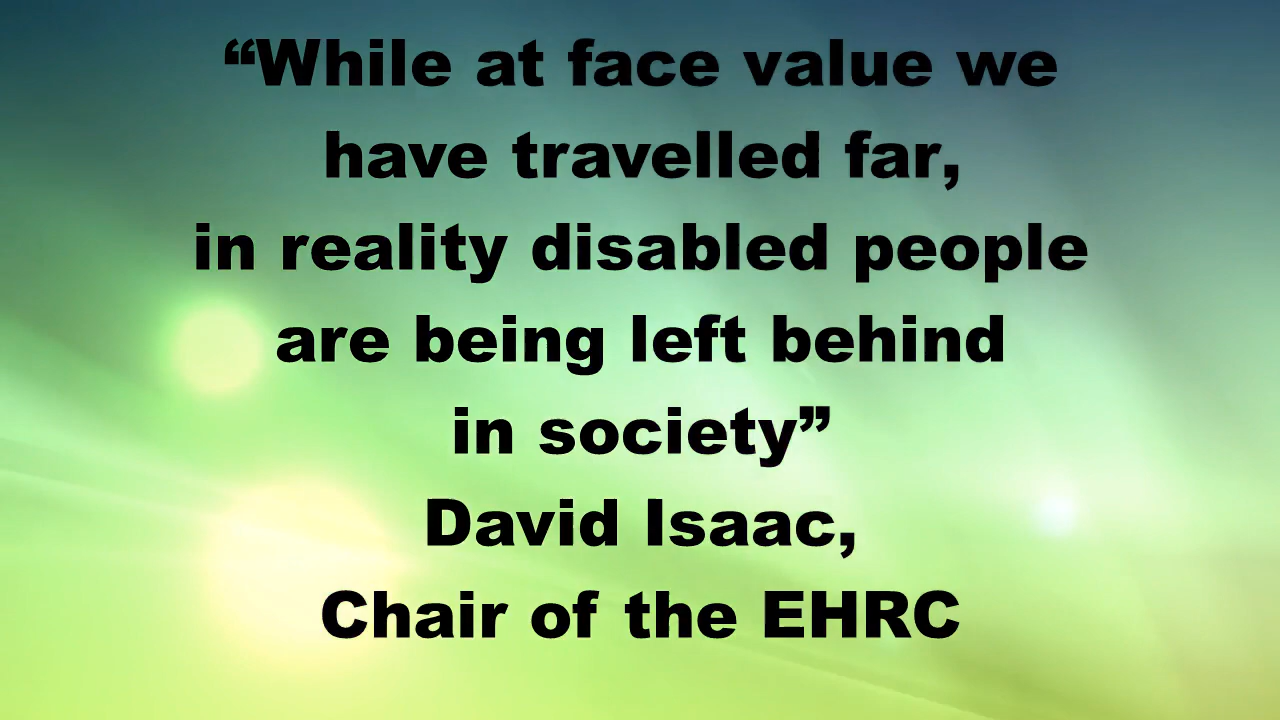 “While at face value we
have travelled far,
in reality disabled people
are being left behind
in society”
David Isaac,
Chair of the EHRC